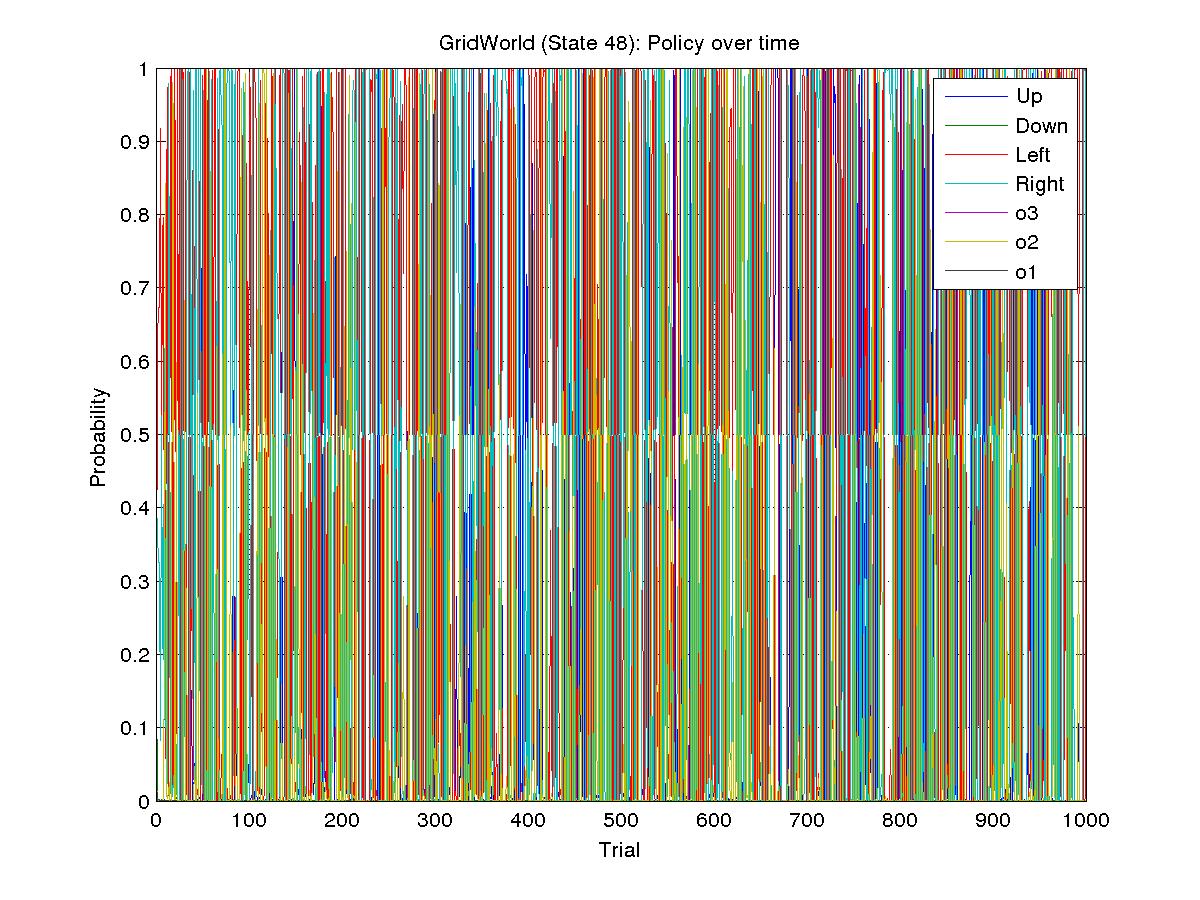 GridWorld (State 48): Policy over time
1
0.9
0.8
0.7
0.6
0.5
0.4
0.3
0.2
0.1
0
Probability
Up
Down
Left
Right
o3
o2
o1
0 100 200 300 400 500 600 700 800 900 1000
Trial